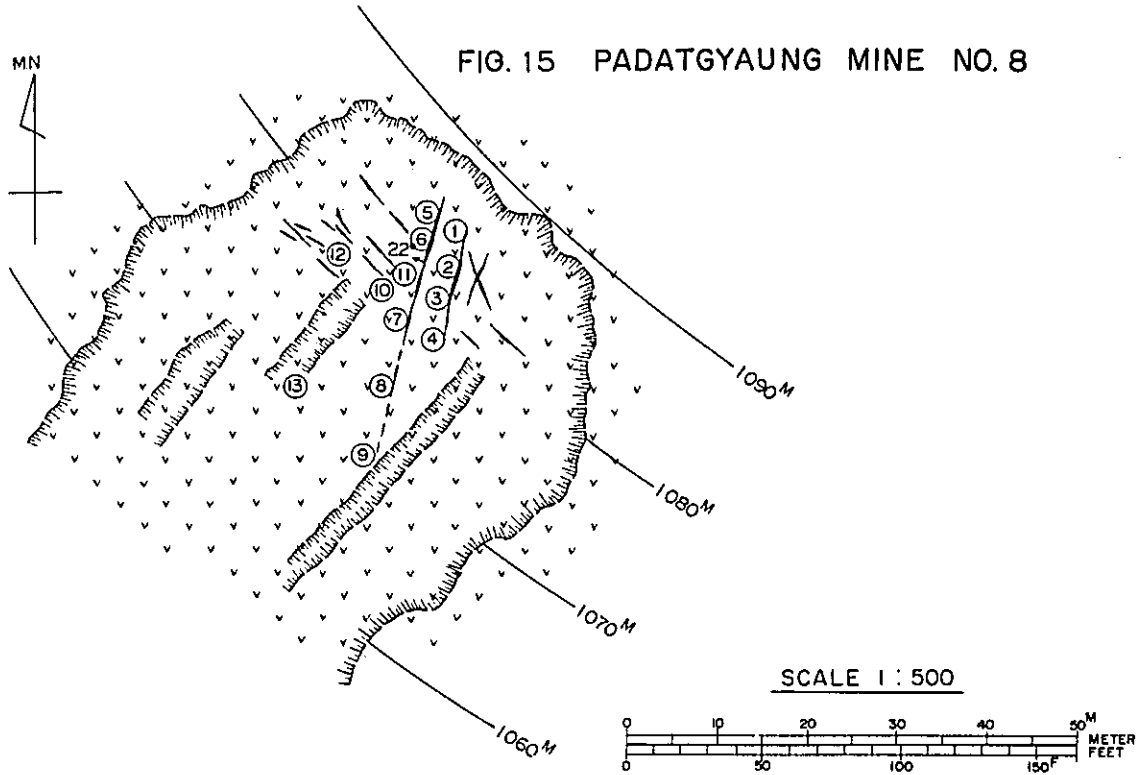 FIG. 15 PADATGYAUNG MINE NO. 8
MN
5
1
6
12
22
2
11
10
3
7
4
13
8
9
1090M
1080M
1070M
1060M
SCALE 1 : 500
0 10 20 30 40 50M
METER
FEET
0 50 100 150F